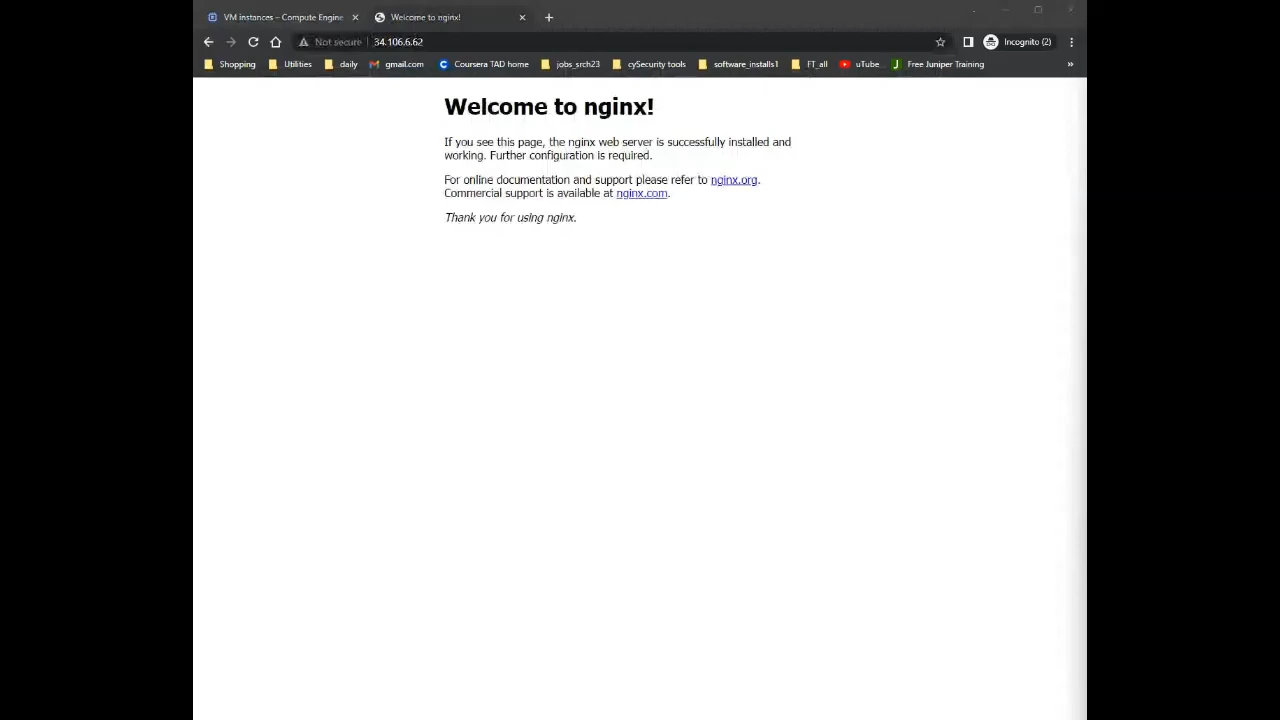 VM instances – Compute Engine
Welcome to nginx!
Not secure
34.106.6.62
Incognito (2)
Shopping
Utilities
daily
gmail.com
Coursera TAD home
jobs_srch23
cySecurity tools
software_installs1
FT_all
uTube
Free Juniper Training
»
Welcome to nginx!
If you see this page, the nginx web server is successfully installed and
working. Further configuration is required.
For online documentation and support please refer to nginx.org.
Commercial support is available at nginx.com.
Thank you for using nginx.